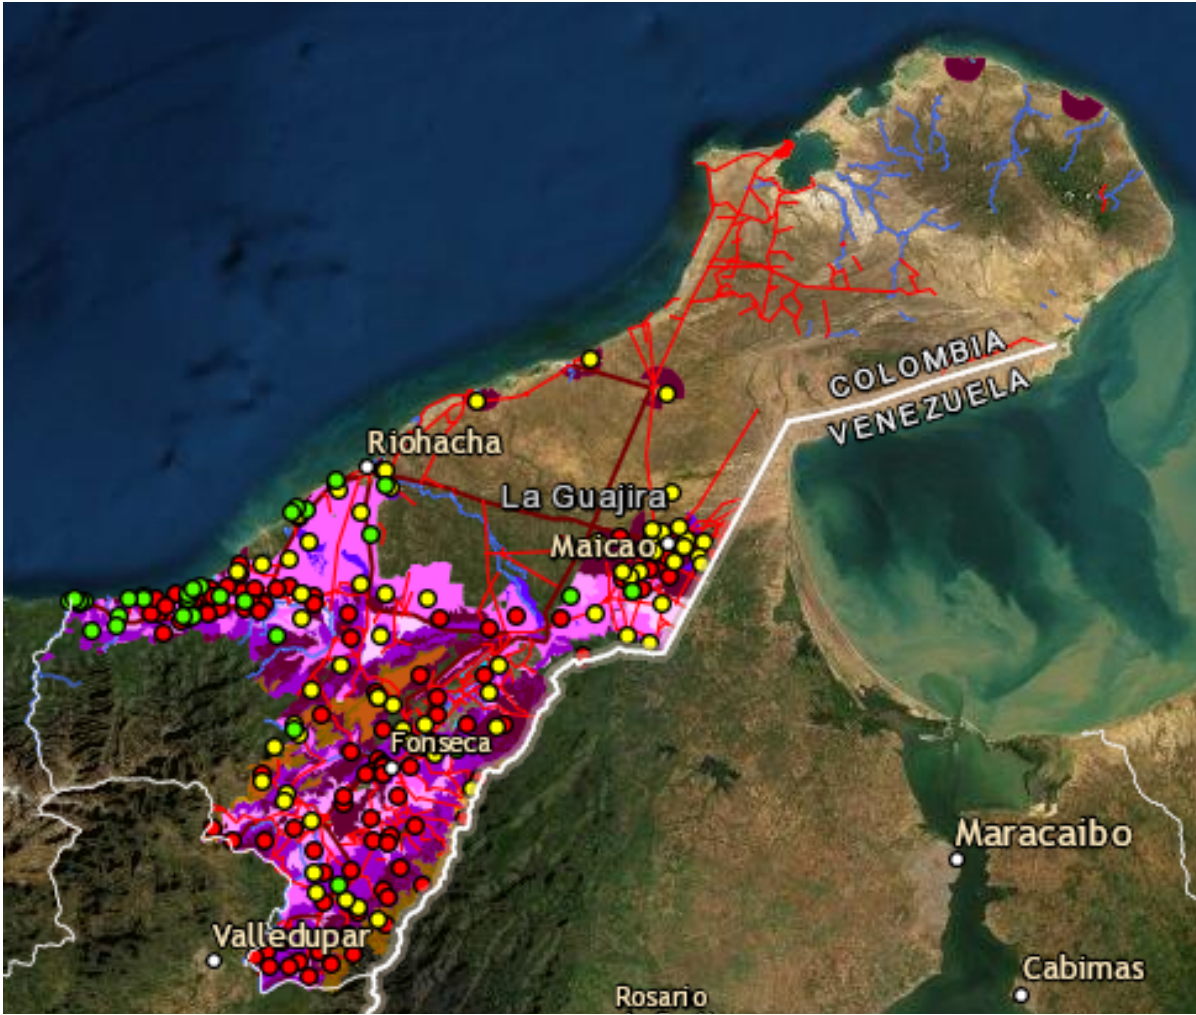 COLOMBIA
VENEZUELA
Riohacha
La Guajira
Maicao
Fonseca
Maracaibo
Valledupar
Cabimas
Rosario